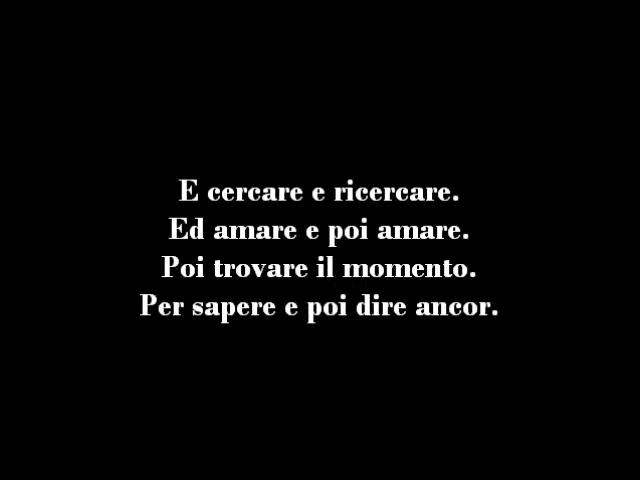 E cercare e ricercare.
Ed amare e poi amare.
Poi trovare il momento.
Per sapere e poi dire ancor.